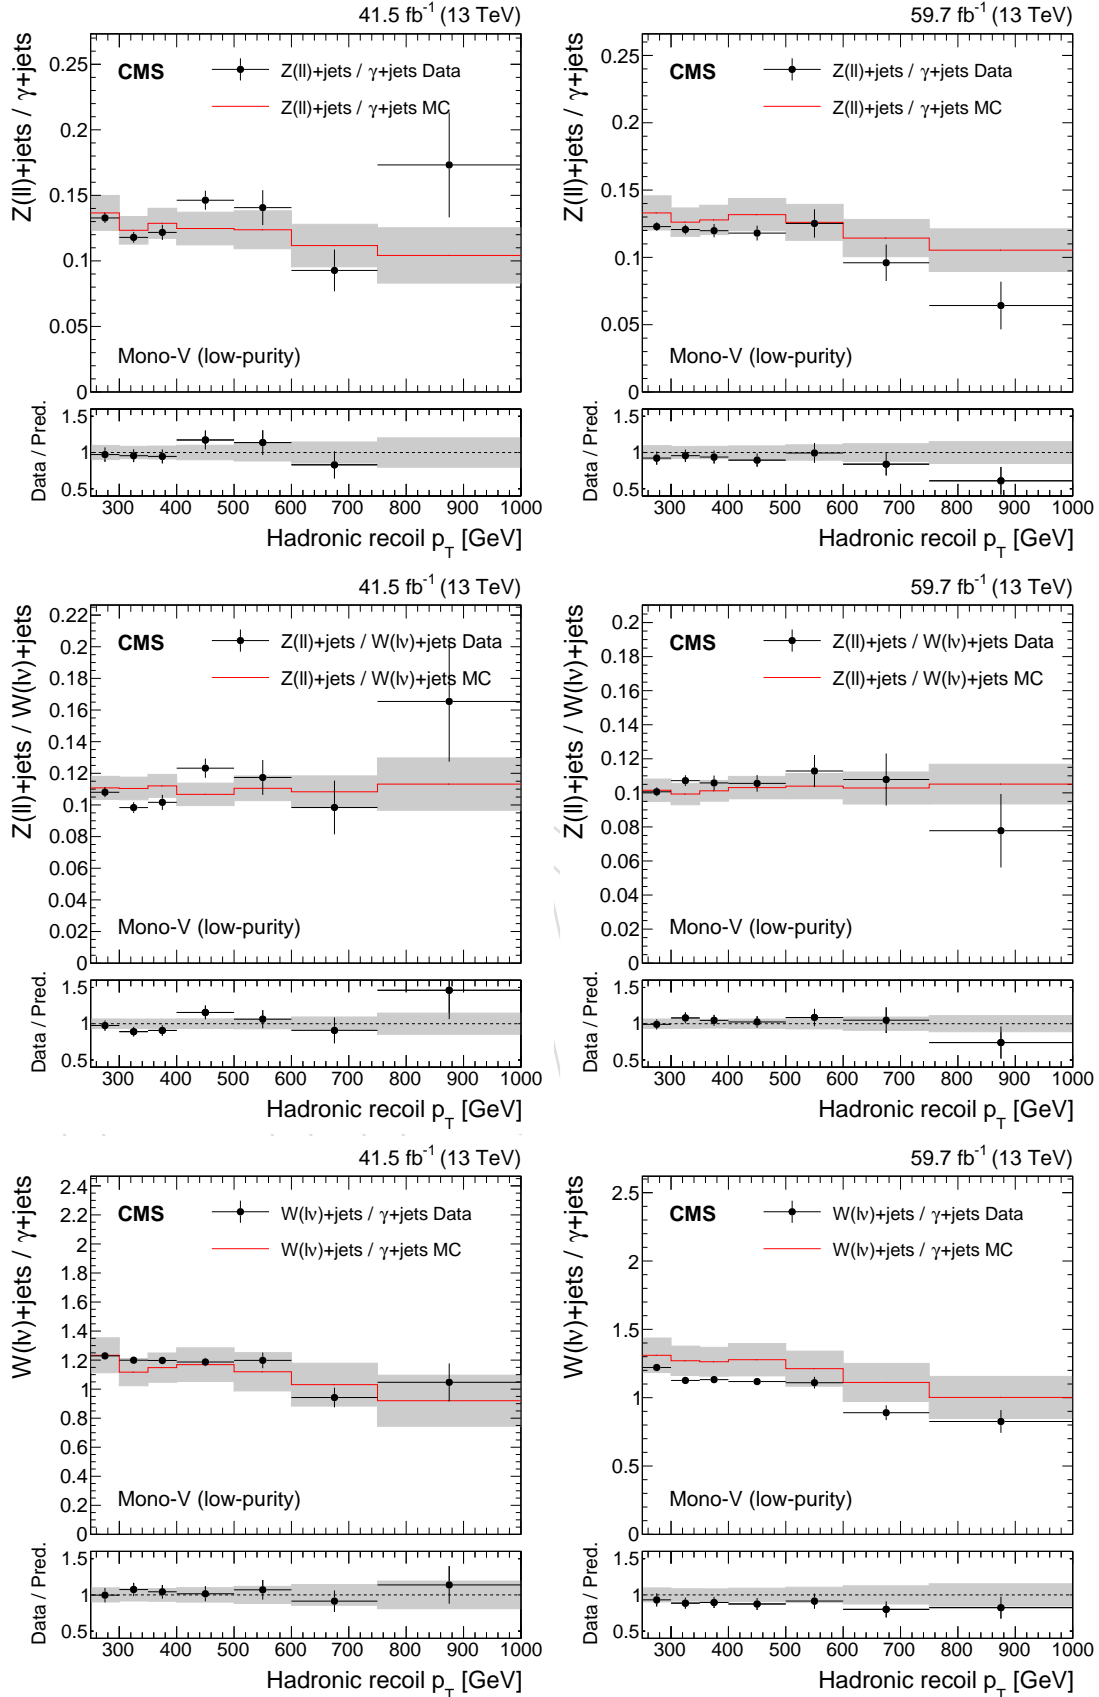 41.5 fb-1 (13 TeV)
Z(ll)+jets / γ+jets
CMS
Z(ll)+jets / γ+jets Data
Z(ll)+jets / γ+jets MC
0.25
0.2
0.15
0.1
0.05
0
Mono-V (low-purity)
Data / Pred.
1.5
1
0.5
300 400 500 600 700 800 900 1000
Hadronic recoil pT [GeV]
59.7 fb-1 (13 TeV)
Z(ll)+jets / γ+jets
CMS
Z(ll)+jets / γ+jets Data
Z(ll)+jets / γ+jets MC
0.25
0.2
0.15
0.1
0.05
0
Mono-V (low-purity)
Data / Pred.
1.5
1
0.5
300 400 500 600 700 800 900 1000
Hadronic recoil pT [GeV]
41.5 fb-1 (13 TeV)
Z(ll)+jets / W(lν)+jets
CMS
Z(ll)+jets / W(lν)+jets Data
Z(ll)+jets / W(lν)+jets MC
0.22
0.2
0.18
0.16
0.14
0.12
0.1
0.08
0.06
0.04
0.02
0
Mono-V (low-purity)
Data / Pred.
1.5
1
0.5
300 400 500 600 700 800 900 1000
Hadronic recoil pT [GeV]
59.7 fb-1 (13 TeV)
Z(ll)+jets / W(lν)+jets
CMS
Z(ll)+jets / W(lν)+jets Data
Z(ll)+jets / W(lν)+jets MC
0.2
0.18
0.16
0.14
0.12
0.1
0.08
0.06
0.04
0.02
0
Mono-V (low-purity)
Data / Pred.
1.5
1
0.5
300 400 500 600 700 800 900 1000
Hadronic recoil pT [GeV]
41.5 fb-1 (13 TeV)
W(lν)+jets / γ+jets
CMS
W(lν)+jets / γ+jets Data
W(lν)+jets / γ+jets MC
2.4
2.2
2
1.8
1.6
1.4
1.2
1
0.8
0.6
0.4
0.2
0
Mono-V (low-purity)
Data / Pred.
1.5
1
0.5
300 400 500 600 700 800 900 1000
Hadronic recoil pT [GeV]
59.7 fb-1 (13 TeV)
W(lν)+jets / γ+jets
CMS
W(lν)+jets / γ+jets Data
W(lν)+jets / γ+jets MC
2.5
2
1.5
1
0.5
0
Mono-V (low-purity)
Data / Pred.
1.5
1
0.5
300 400 500 600 700 800 900 1000
Hadronic recoil pT [GeV]